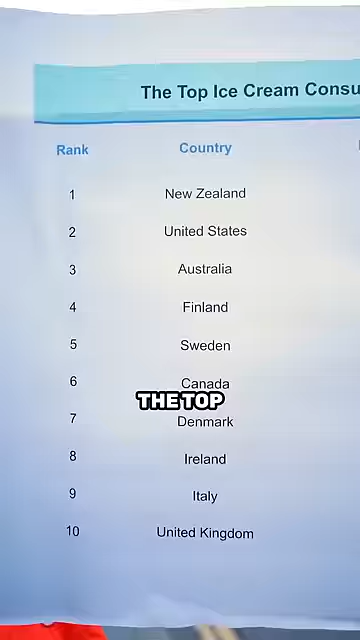 The Top Ice Cream Consu
Rank Country
1 New Zealand
2 United States
3 Australia
4 Finland
5 Sweden
6 Canada
THE TOP
7 Denmark
8 Ireland
9 Italy
10 United Kingdom